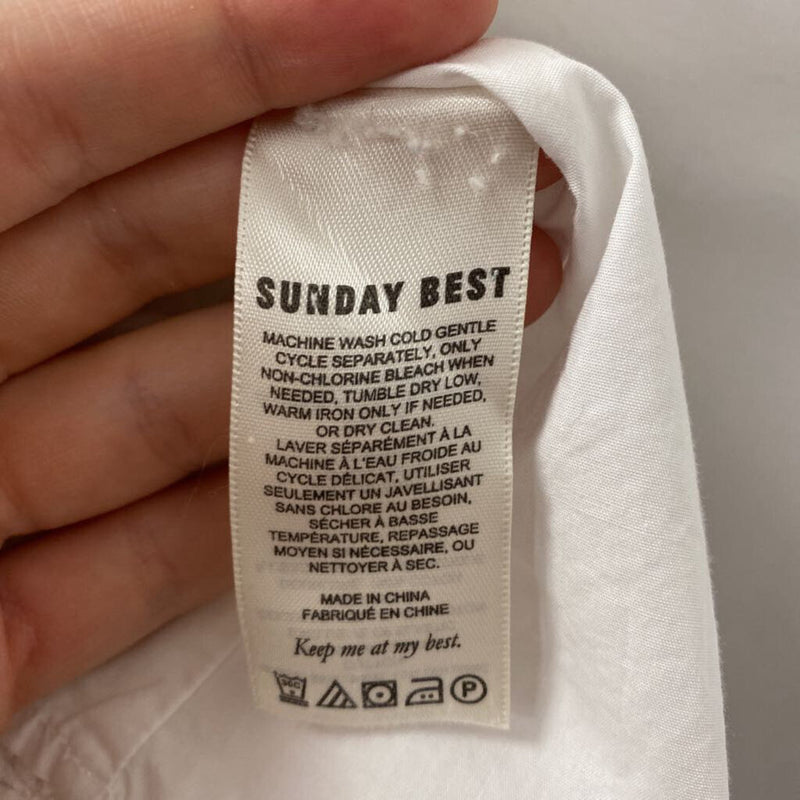 SUNDAY BEST
MACHINE WASH COLD GENTLE
CYCLE SEPARATELY, ONLY
NON-CHLORINE BLEACH WHEN
NEEDED, TUMBLE DRY LOW,
WARM IRON ONLY IF NEEDED,
OR DRY CLEAN.
LAVER SÉPARÉMENT À LA
MACHINE À L'EAU FROIDE AU
CYCLE DÉLICAT, UTILISER
SEULEMENT UN JAVELLISANT
SANS CHLORE AU BESOIN,
SÉCHER À BASSE
TEMPÉRATURE, REPASSAGE
MOYEN SI NÉCESSAIRE, OU
NETTOYER À SEC.
MADE IN CHINA
FABRIQUÉ EN CHINE
Keep me at my best.
30C P